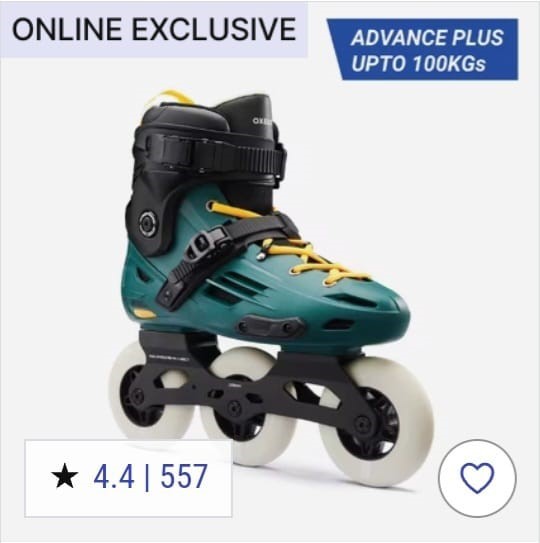 ONLINE EXCLUSIVE
ADVANCE PLUS
UPTO 100KGs
★ 4.4 | 557